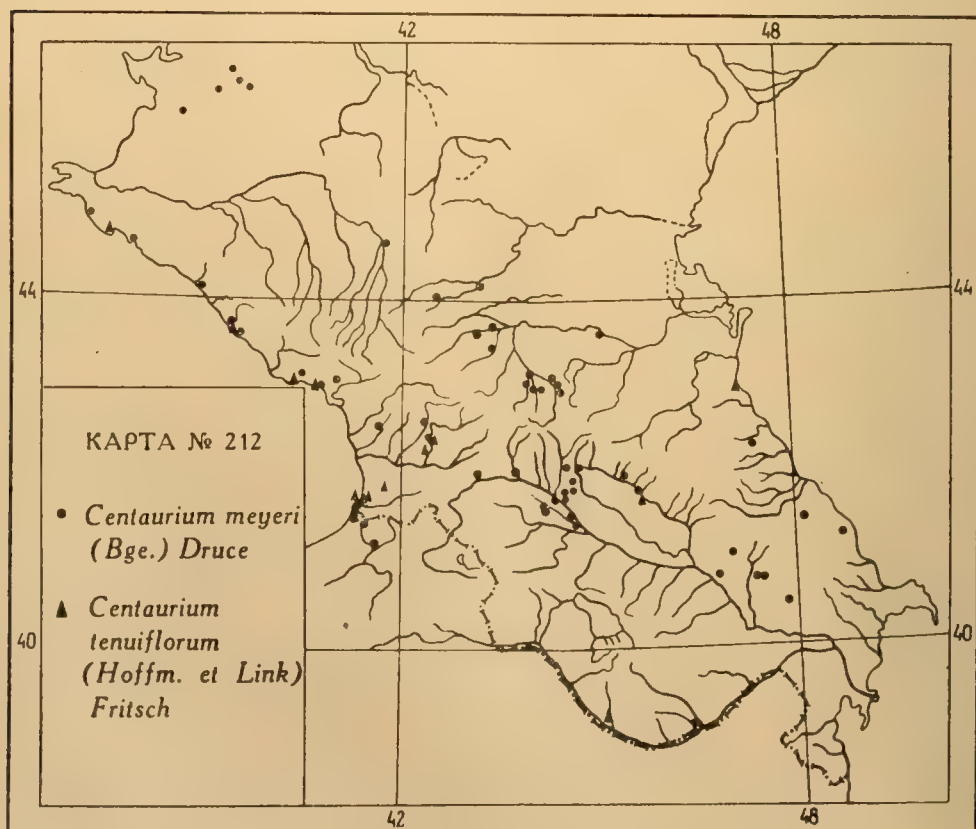 42
48
44
44
КАРТА № 212
Centaurium meyeri
(Bge.) Druce
Centaurium
tenuiflorum
(Hoffm. et Link)
Fritsch
40
40
42
48